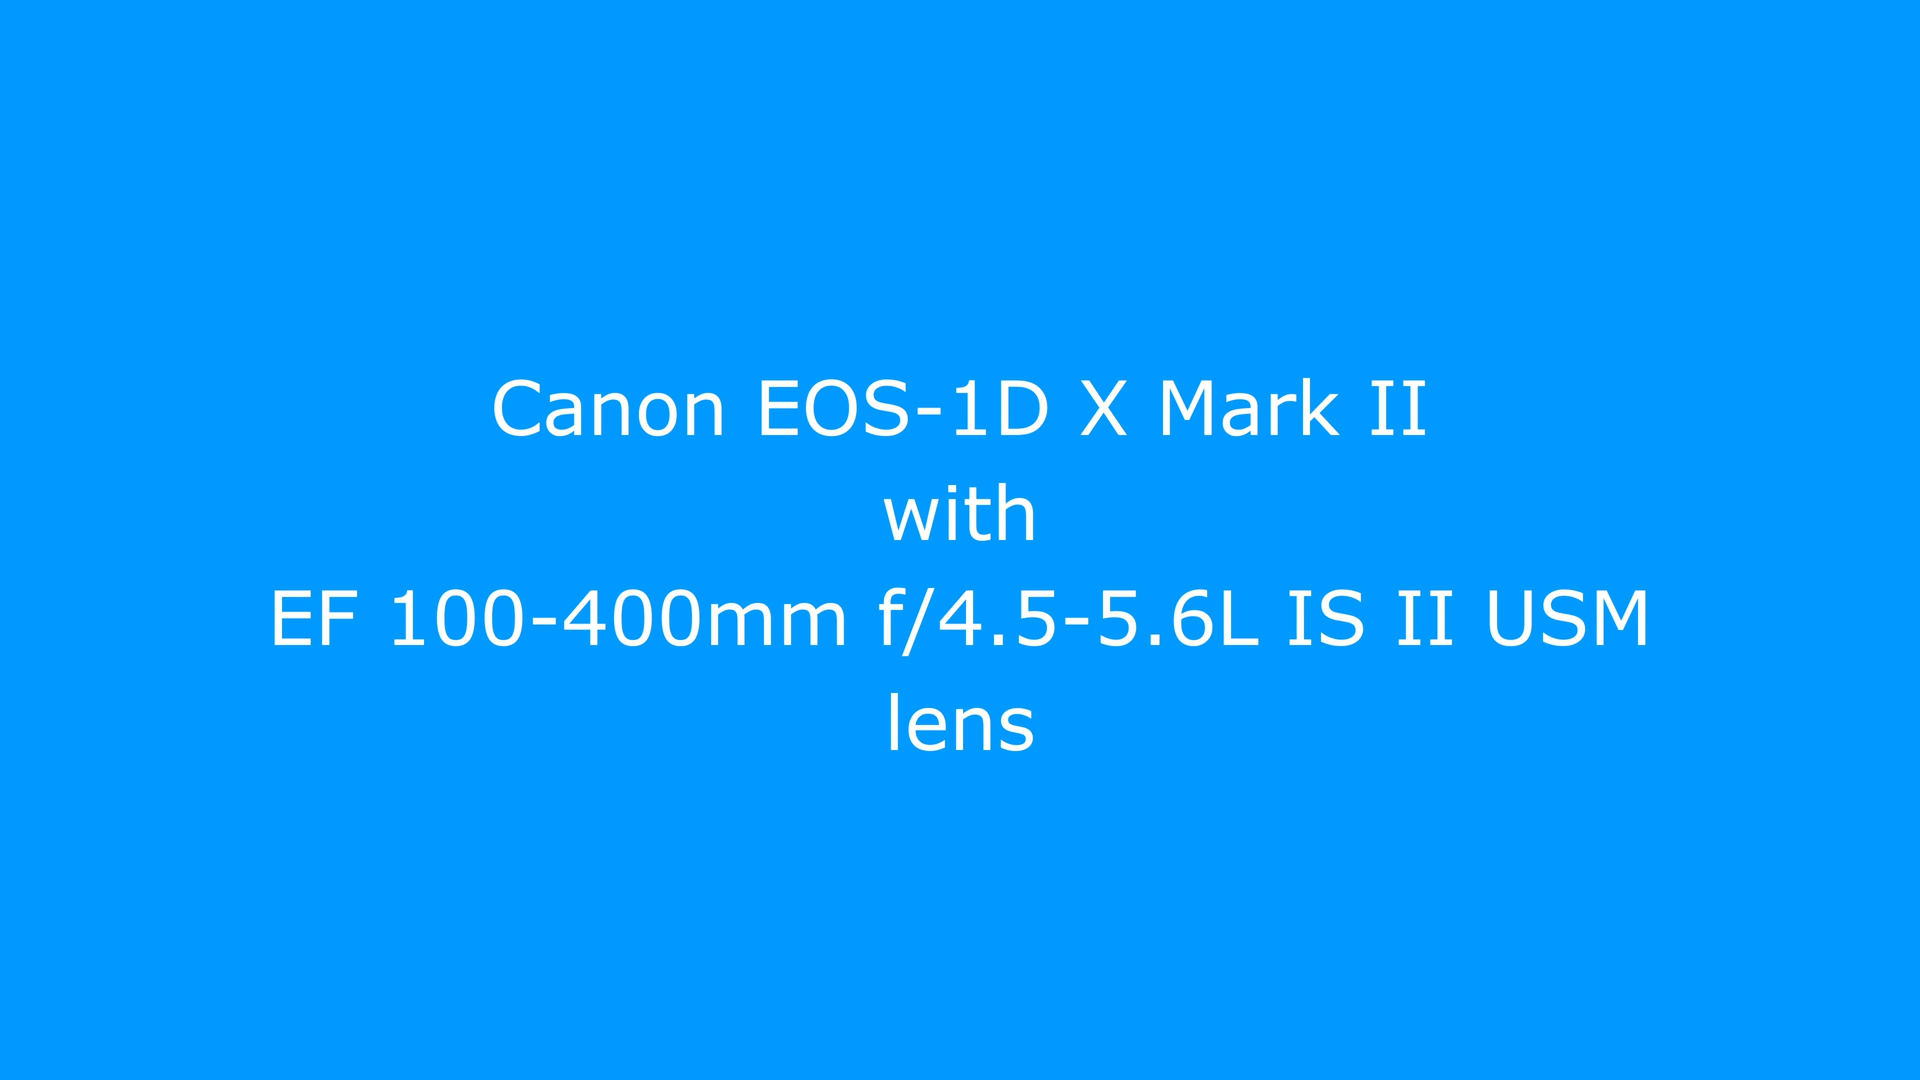 Canon EOS-1D X Mark II
with
EF 100-400mm f/4.5-5.6L IS II USM
lens